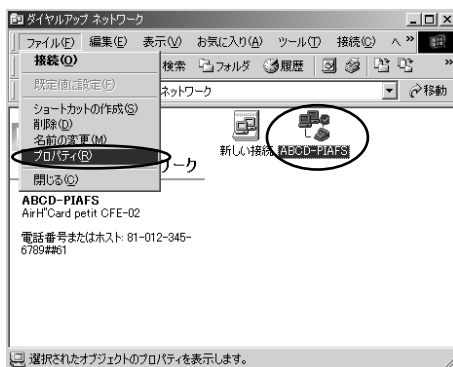 ダイヤルアップ ネットワーク
ファイル(F) 編集(E) 表示(V) お気に入り(A) ツール(T) 接続(C) ヘ »
接続(O)
検索 フォルダ 履歴 »
既定値に設定(F)
ネットワーク 移動
ショートカットの作成(S)
削除(D)
名前の変更(M)
プロパティ(R)
閉じる(C)
ワーク
新しい接続 ABCD-PIAFS
ABCD-PIAFS
AirH"Card petit CFE-02
電話番号またはホスト: 81-012-345-
6789##61
選択されたオブジェクトのプロパティを表示します。